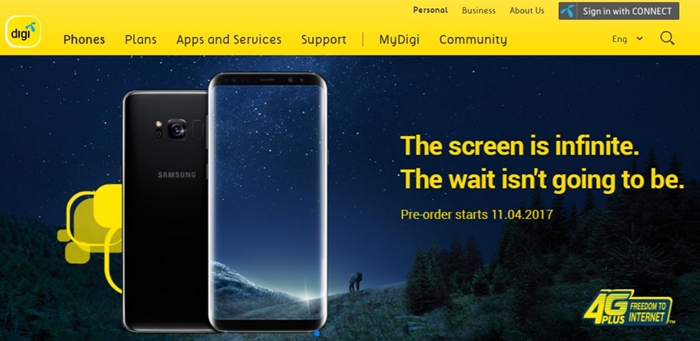 Personal Business About Us Sign in with CONNECT
digi
Phones Plans Apps and Services Support | MyDigi Community Eng
SAMSUNG
The screen is infinite.
The wait isn't going to be.
Pre-order starts 11.04.2017
4G PLUS FREEDOM TO
INTERNET